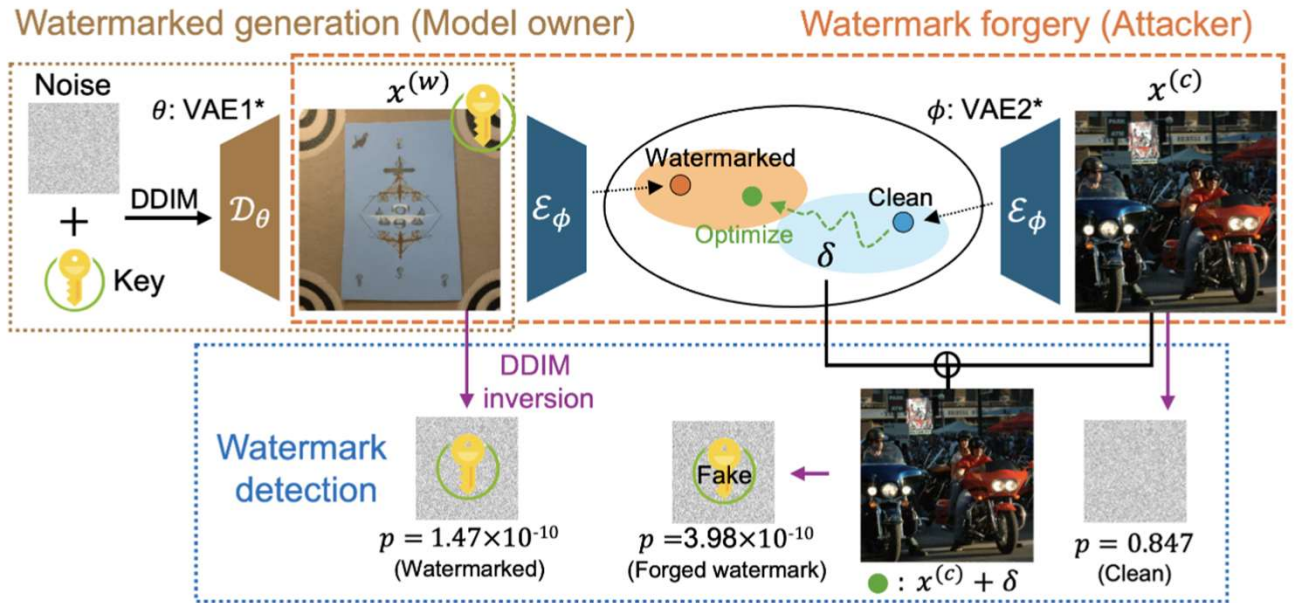 Watermarked generation (Model owner)
Watermark forgery (Attacker)
Noise
θ: VAE1*
x^(w)
ϕ: VAE2*
x^(c)
Watermarked
Clean
DDIM
D_θ
ℰ_ϕ
ℰ_ϕ
Optimize
δ
+
Key
DDIM
inversion
⊕
Watermark
detection
Fake
p = 1.47×10^-10
(Watermarked)
p =3.98×10^-10
(Forged watermark)
: x^(c) + δ
p = 0.847
(Clean)